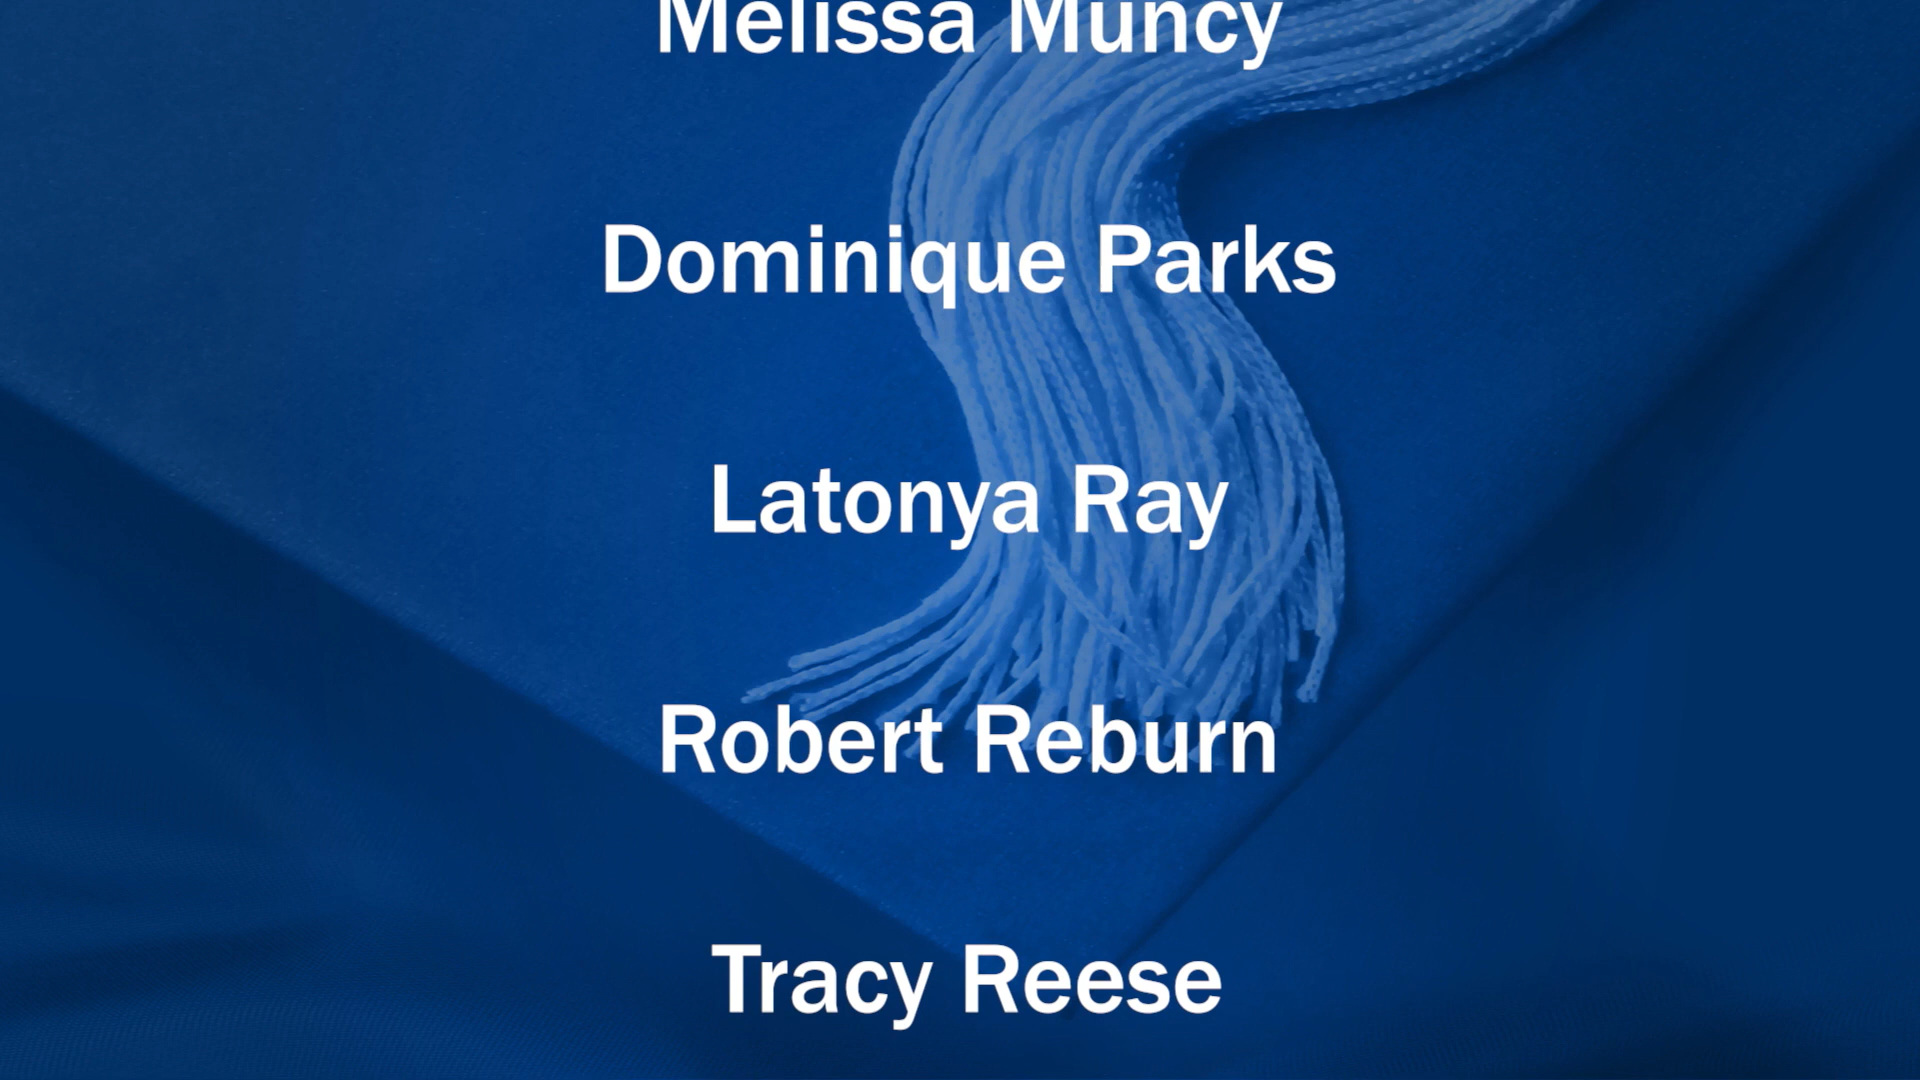 Melissa Muncy
Dominique Parks
Latonya Ray
Robert Reburn
Tracy Reese